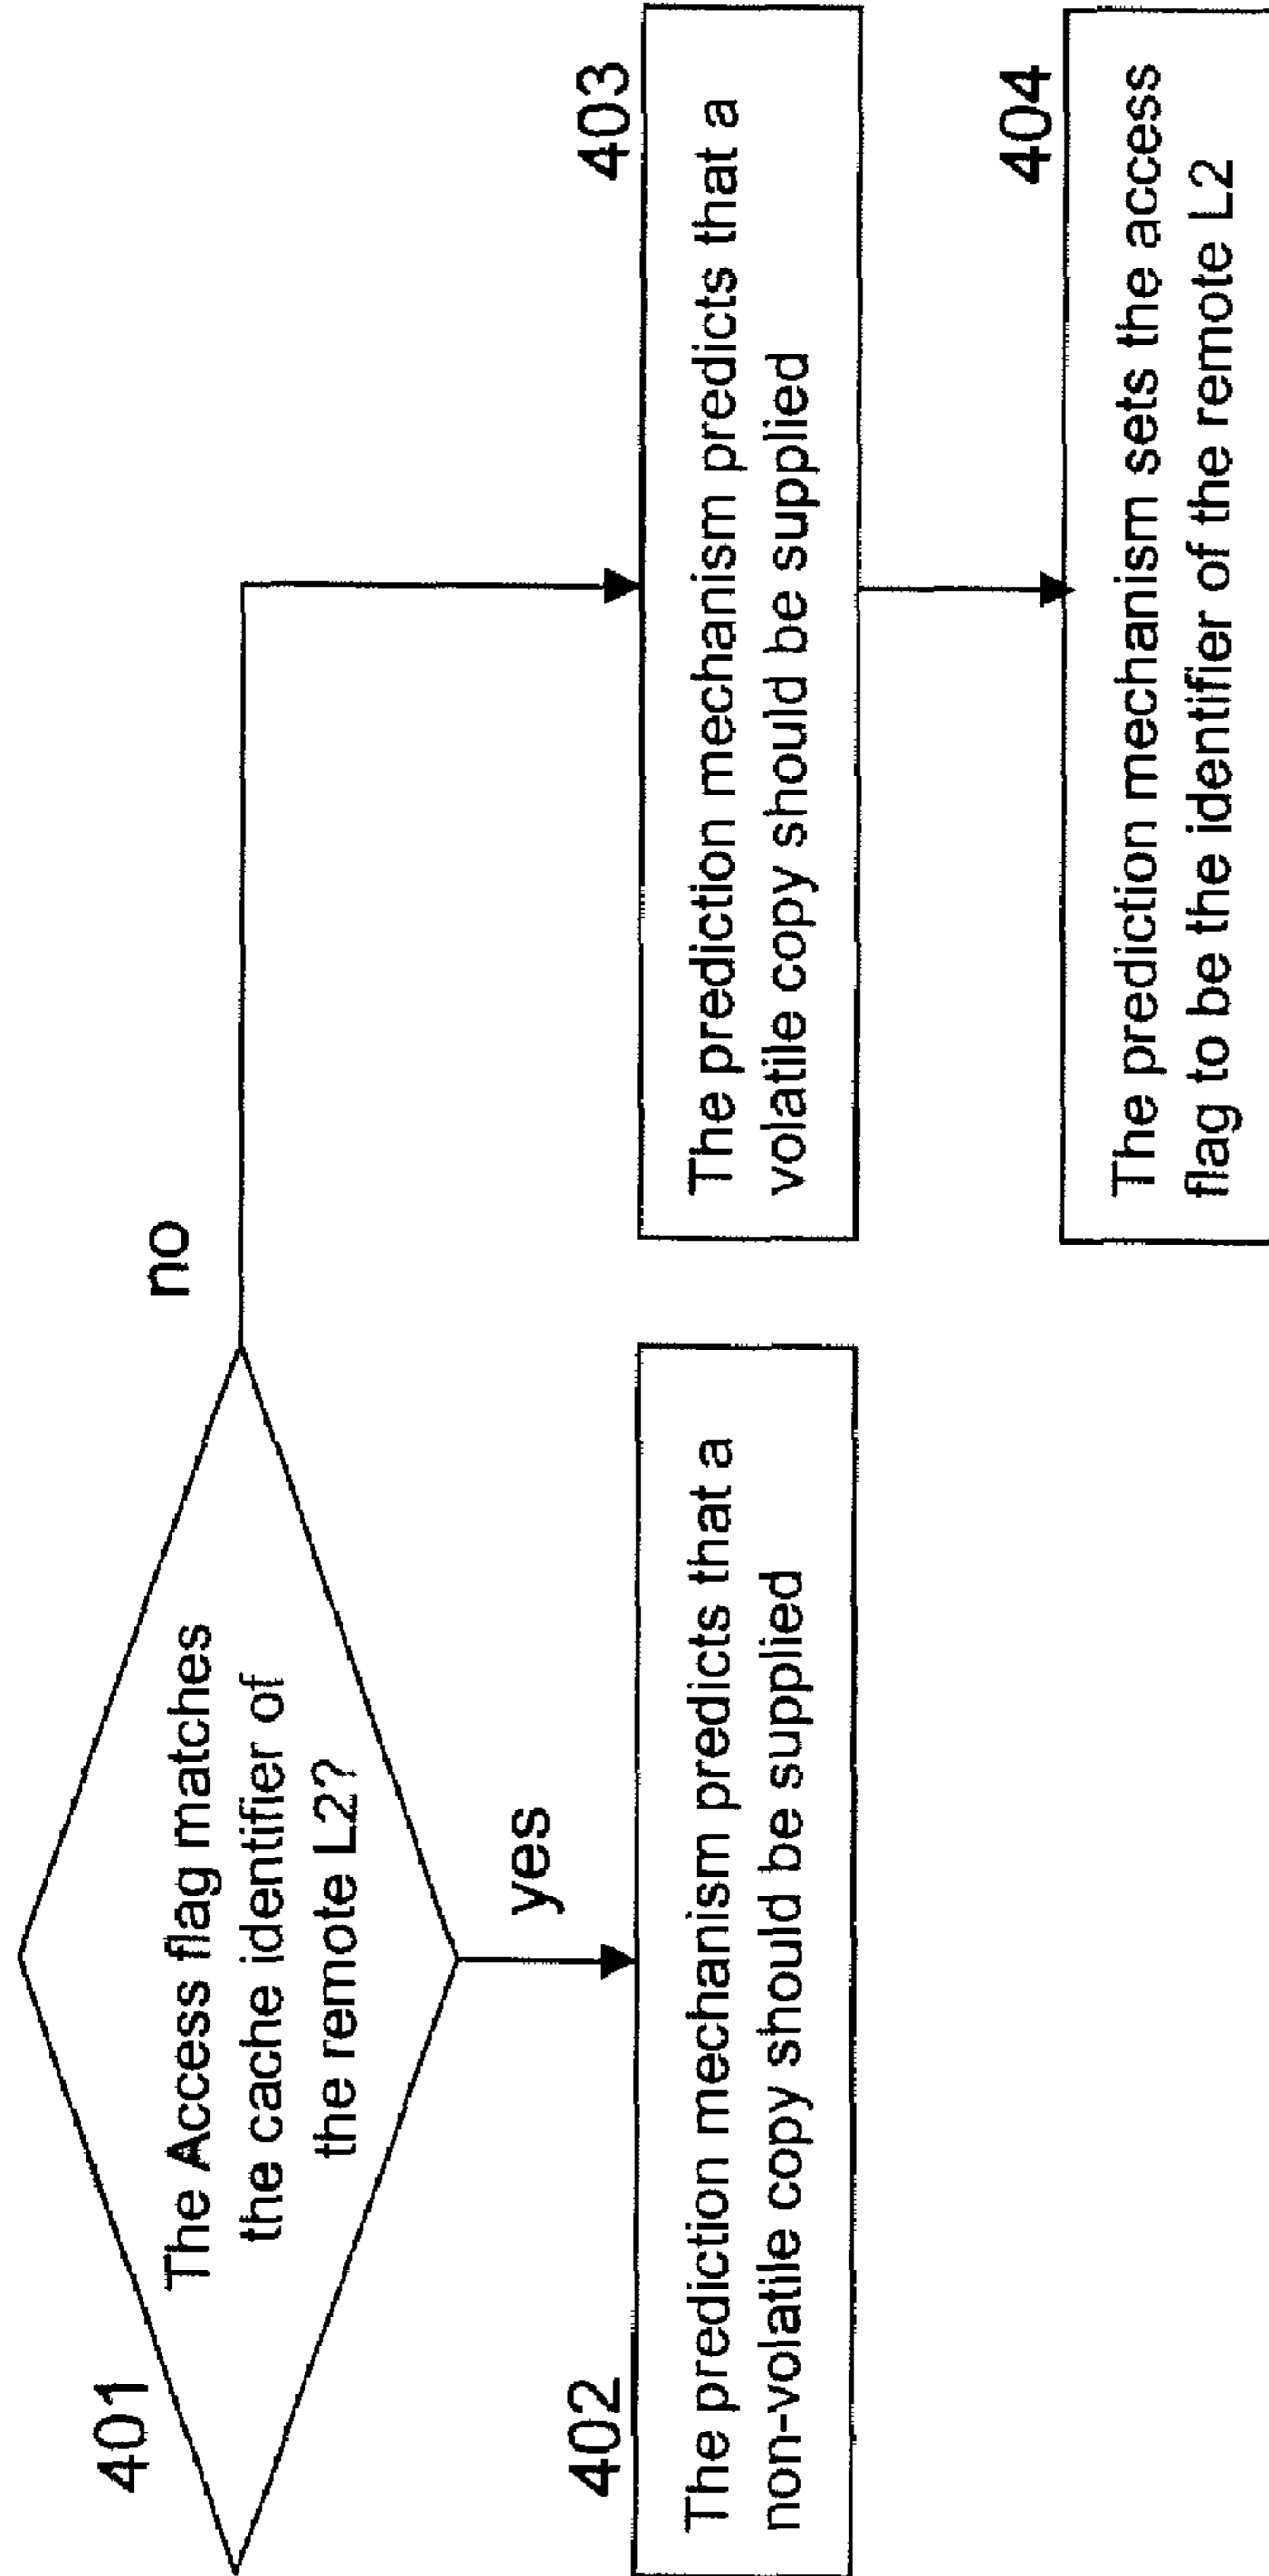 401
The Access flag matches
the cache identifier of
the remote L2?
no
yes
402
The prediction mechanism predicts that a
non-volatile copy should be supplied
403
The prediction mechanism predicts that a
volatile copy should be supplied
404
The prediction mechanism sets the access
flag to be the identifier of the remote L2